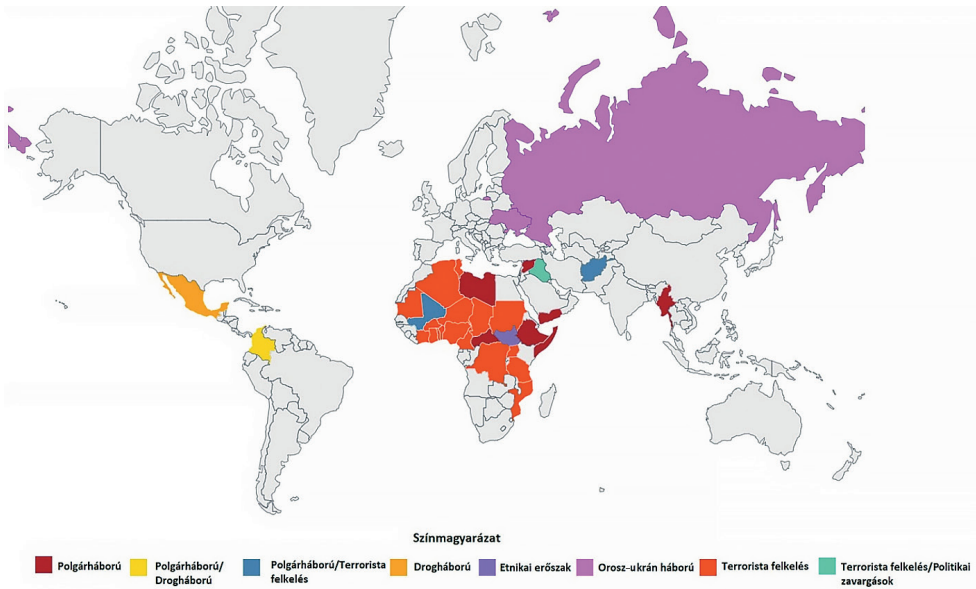 Színmagyarázat
Polgárháború
Polgárháború/
Drogháború
Polgárháború/Terrorista
felkelés
Drogháború
Etnikai erőszak
Orosz–ukrán háború
Terrorista felkelés
Terrorista felkelés/Politikai
zavargások